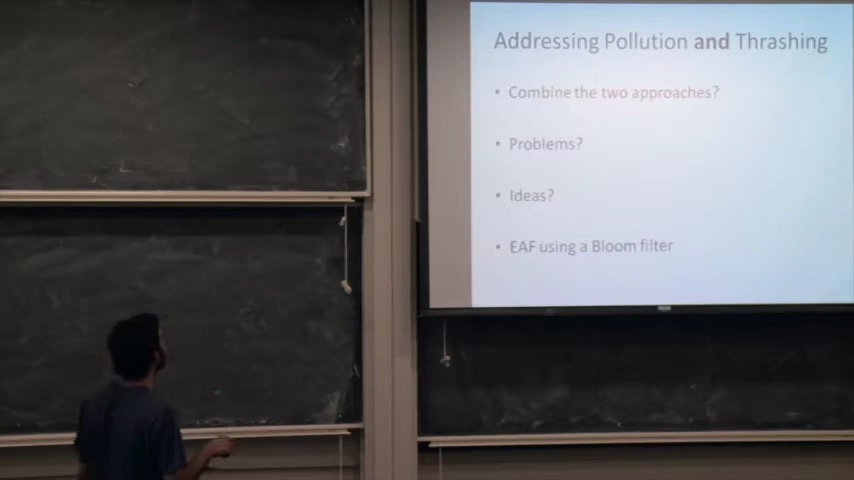 Addressing Pollution and Thrashing
• Combine the two approaches?
• Problems?
• Ideas?
• EAF using a Bloom filter